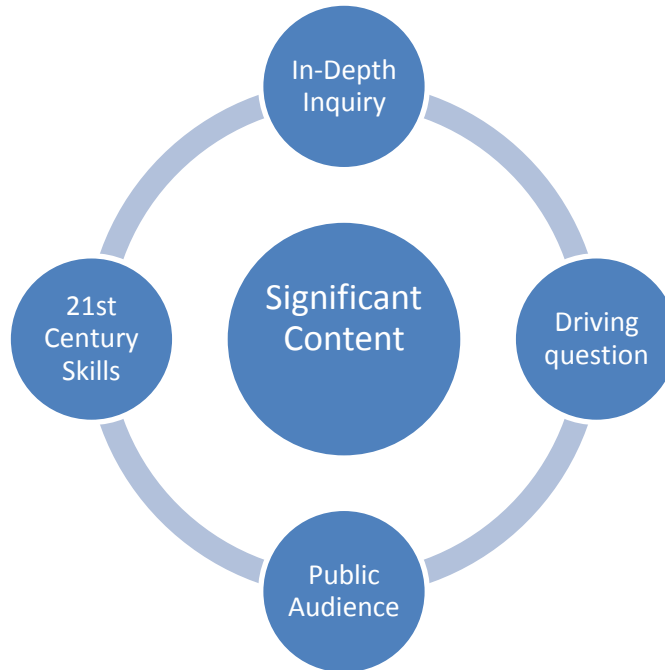 In-Depth
Inquiry
Significant
Content
21st
Century
Skills
Driving
question
Public
Audience